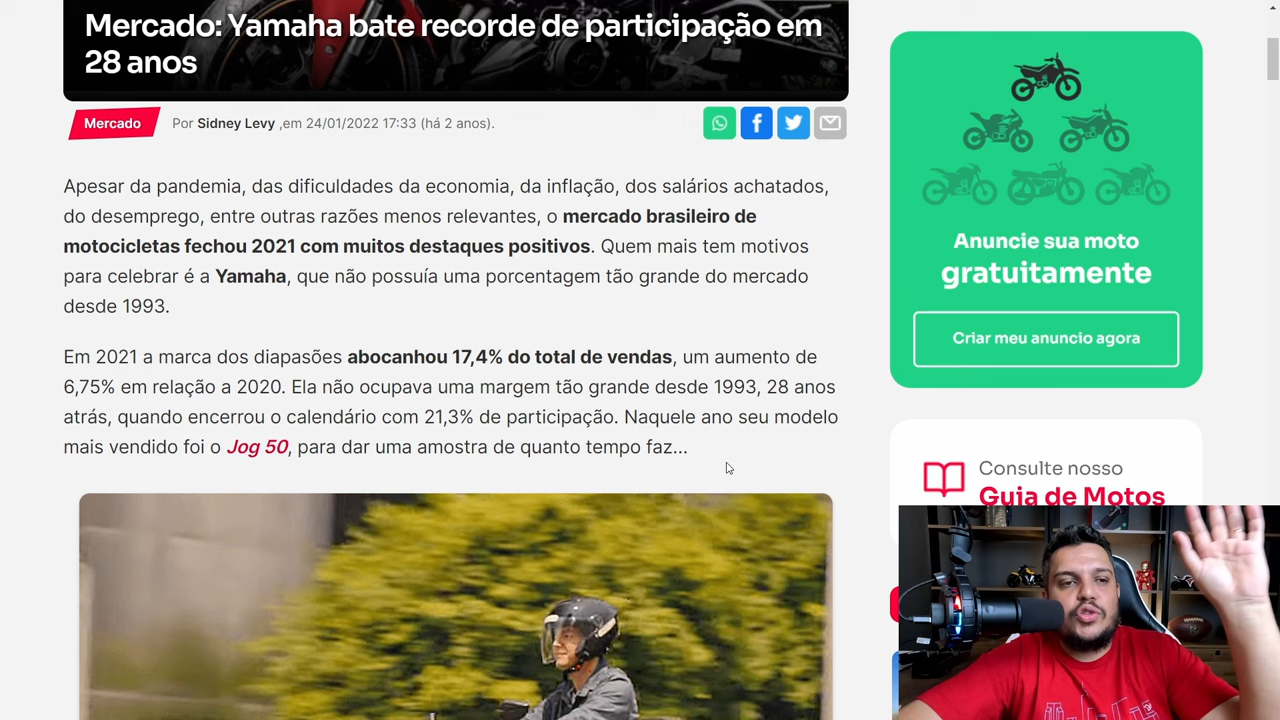 Mercado: Yamaha bate recorde de participação em
28 anos
Mercado
Por Sidney Levy ,em 24/01/2022 17:33 (há 2 anos).
Apesar da pandemia, das dificuldades da economia, da inflação, dos salários achatados,
do desemprego, entre outras razões menos relevantes, o mercado brasileiro de
motocicletas fechou 2021 com muitos destaques positivos. Quem mais tem motivos
para celebrar é a Yamaha, que não possuía uma porcentagem tão grande do mercado
desde 1993.
Em 2021 a marca dos diapasões abocanhou 17,4% do total de vendas, um aumento de
6,75% em relação a 2020. Ela não ocupava uma margem tão grande desde 1993, 28 anos
atrás, quando encerrou o calendário com 21,3% de participação. Naquele ano seu modelo
mais vendido foi o Jog 50, para dar uma amostra de quanto tempo faz...
Anuncie sua moto
gratuitamente
Criar meu anuncio agora
Consulte nosso
Guia de Motos